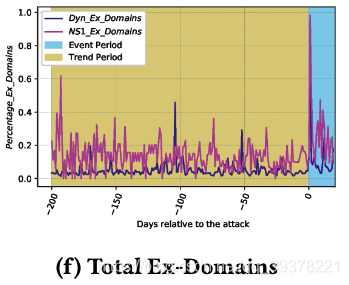 Percentage_Ex_Domains
1.0
0.8
0.6
0.4
0.2
0.0
Dyn_Ex_Domains
NS1_Ex_Domains
Event Period
Trend Period
−200
−150
−100
−50
0
Days relative to the attack
(f) Total Ex-Domains